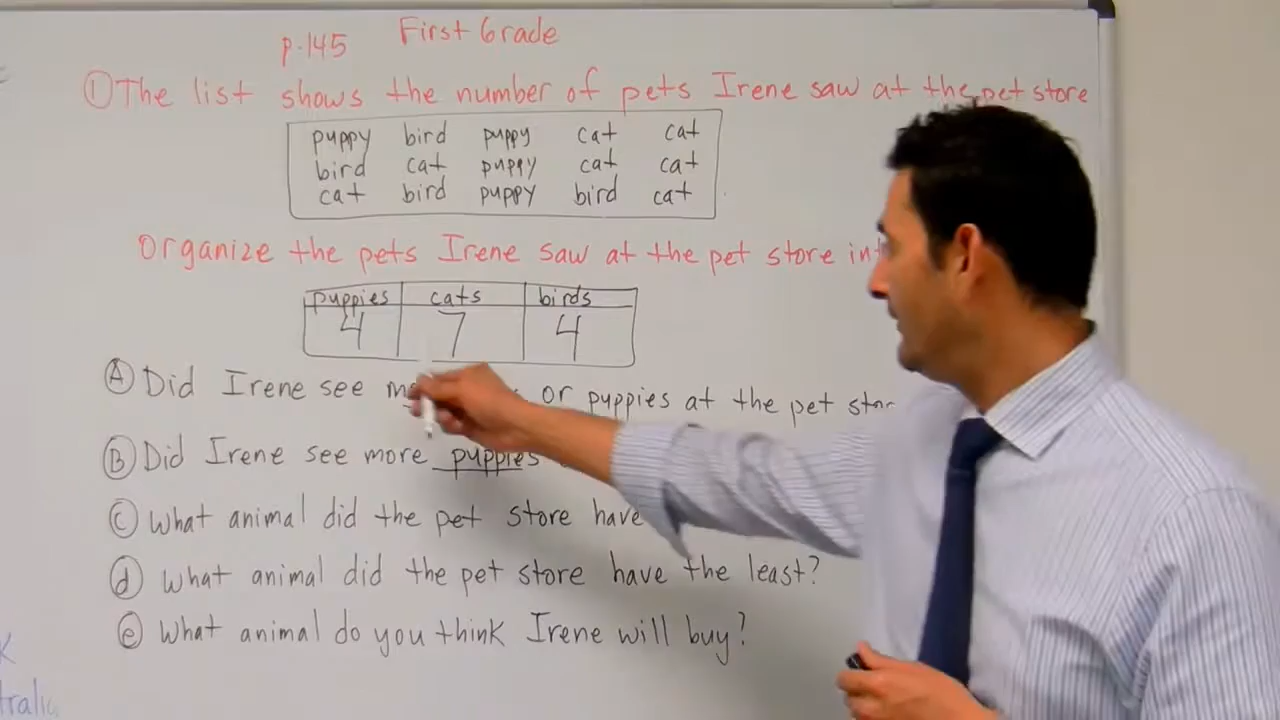 p.145 First Grade
① The list shows the number of pets Irene saw at the pet store
puppy bird puppy cat cat
bird cat puppy cat cat
cat bird puppy bird cat
Organize the pets Irene saw at the pet store
puppies cats birds
4 7 4
Ⓐ Did Irene see or puppies at the pet
Ⓑ Did Irene see more puppies
ⓒ What animal did the pet store have
ⓓ What animal did the pet store have the least?
ⓔ What animal do you think Irene will buy?